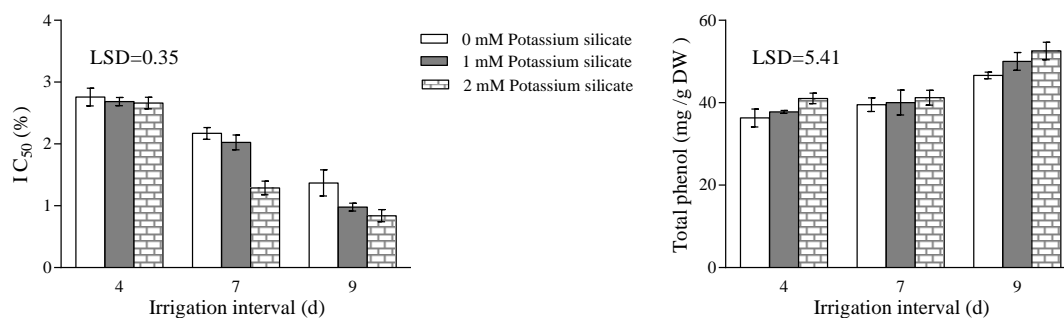 4
3
2
1
0
IC50 (%)
LSD=0.35
4 7 9
Irrigation interval (d)
0 mM Potassium silicate
1 mM Potassium silicate
2 mM Potassium silicate
60
40
20
0
Total phenol (mg /g DW )
LSD=5.41
4 7 9
Irrigation interval (d)